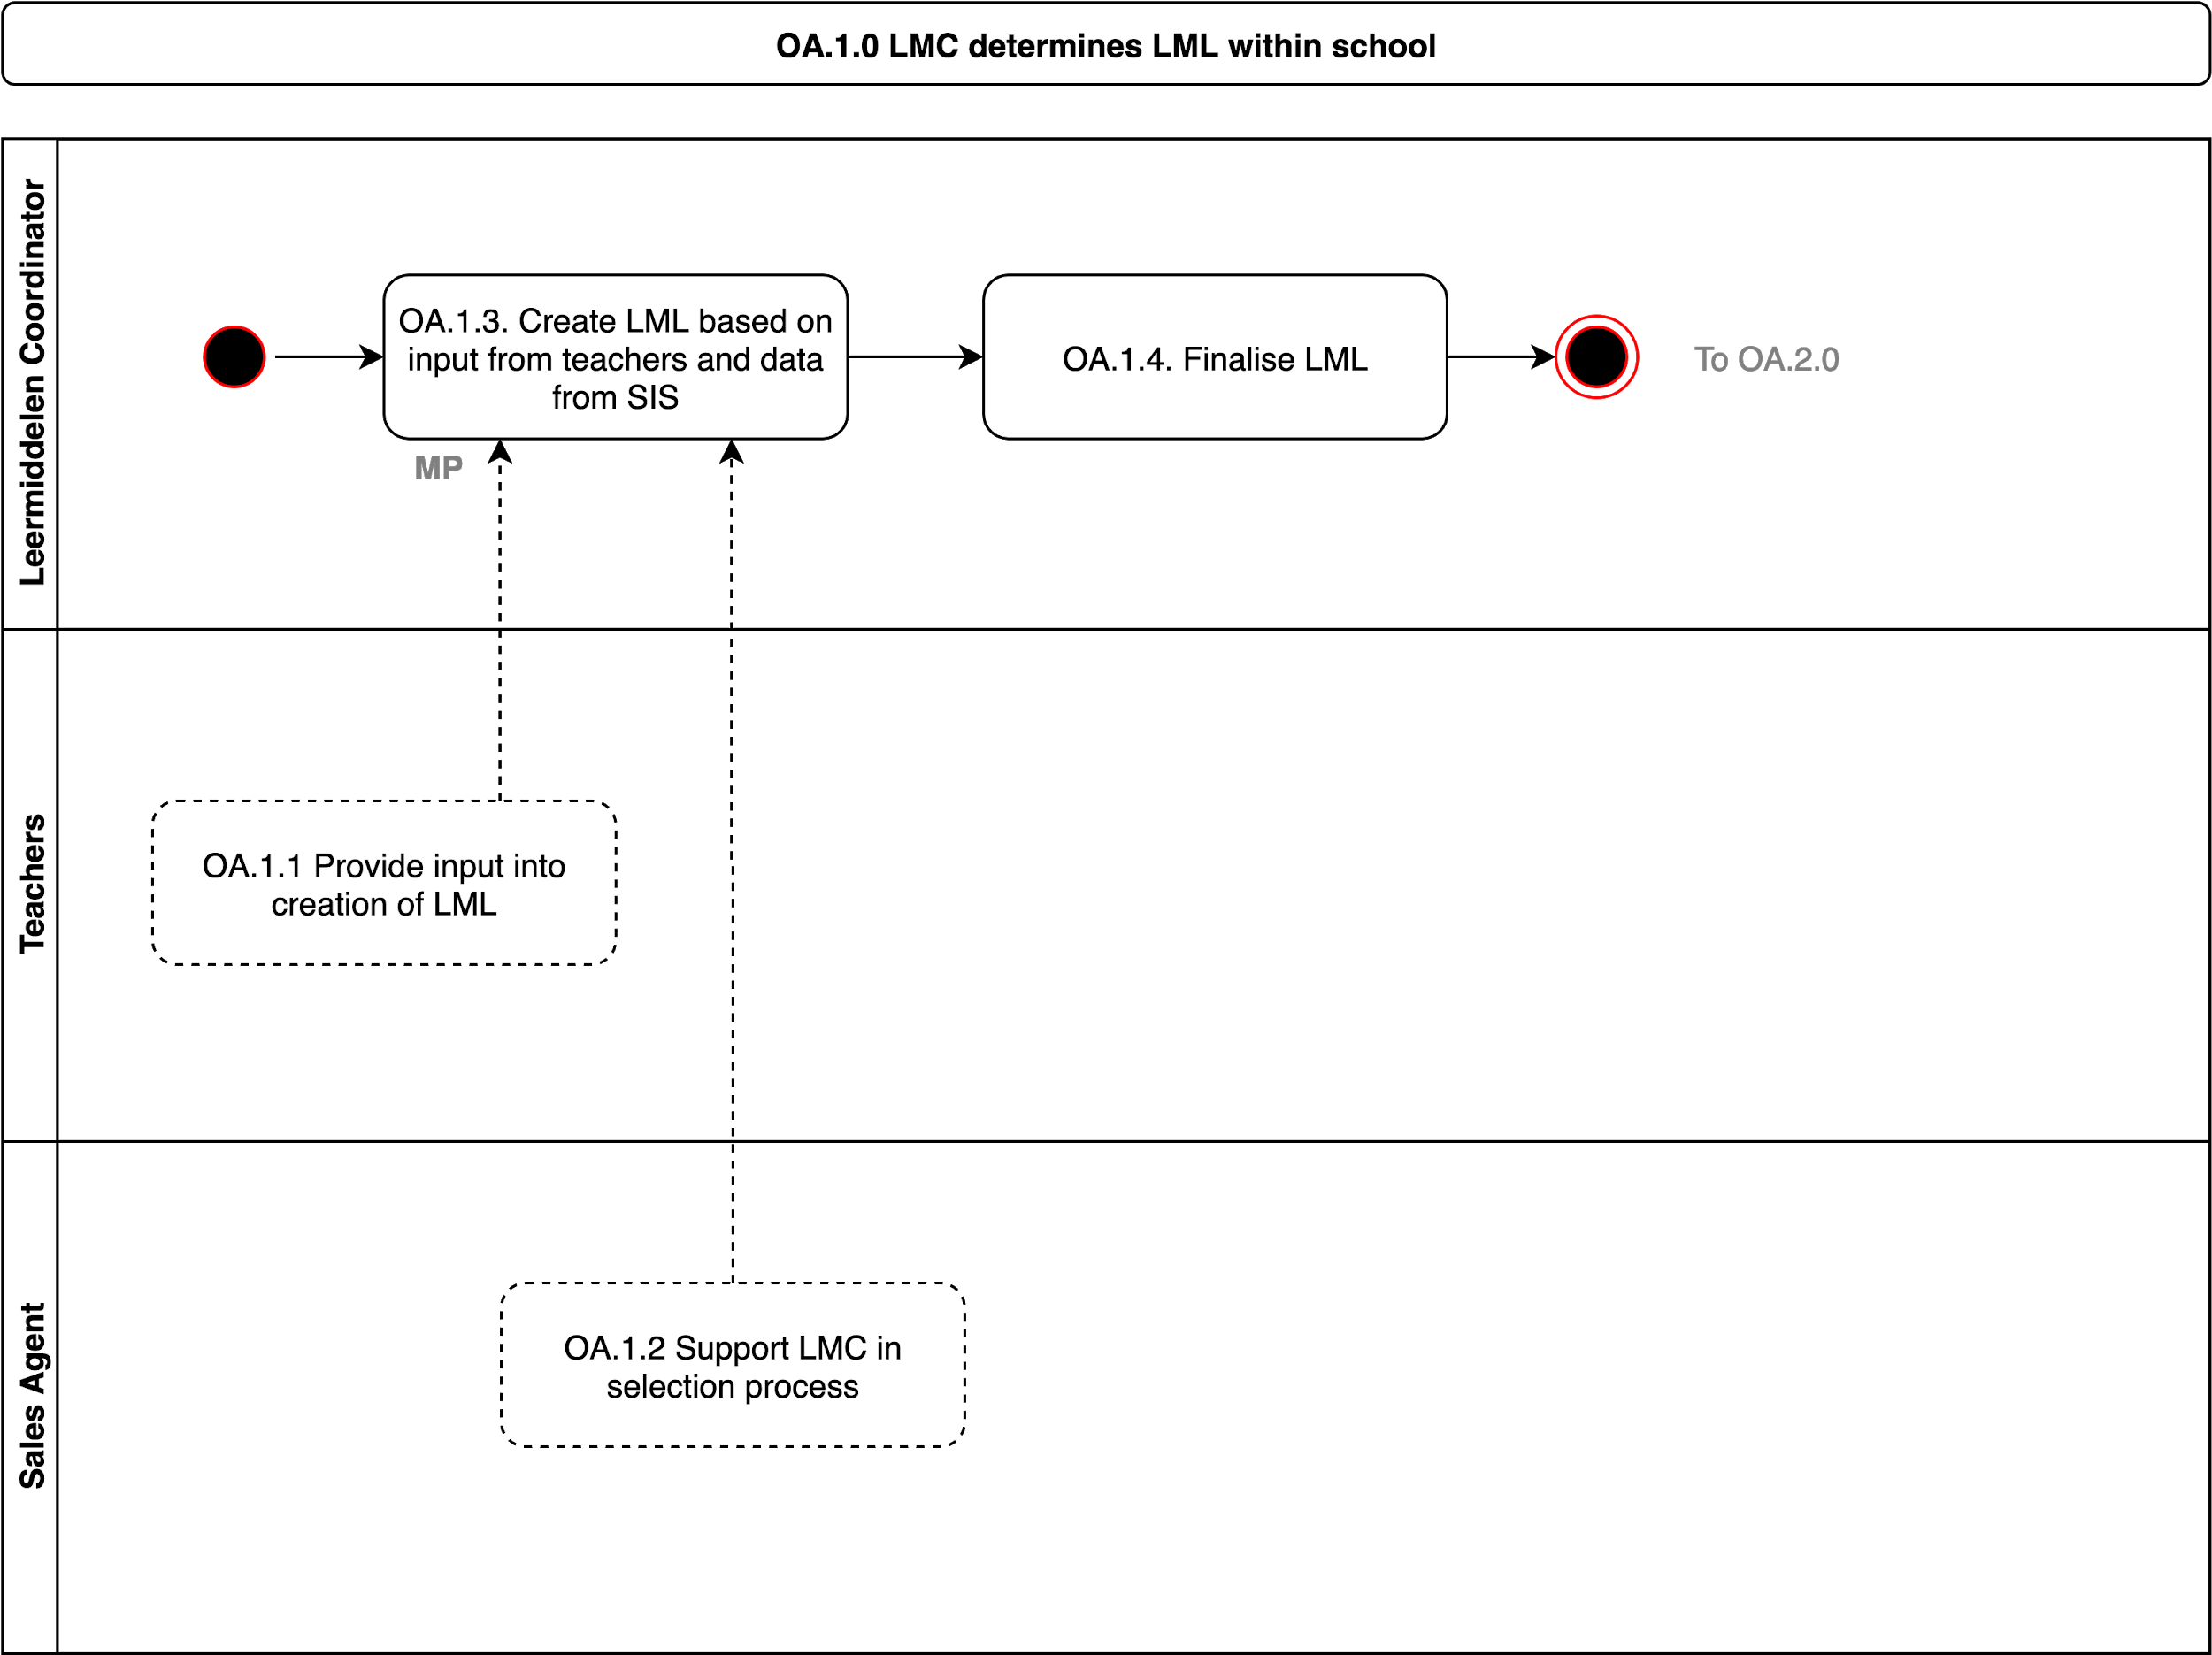 OA.1.0 LMC determines LML within school
Leermiddelen Coordinator
OA.1.3. Create LML based on
input from teachers and data
from SIS
OA.1.4. Finalise LML
To OA.2.0
MP
Teachers
OA.1.1 Provide input into
creation of LML
Sales Agent
OA.1.2 Support LMC in
selection process